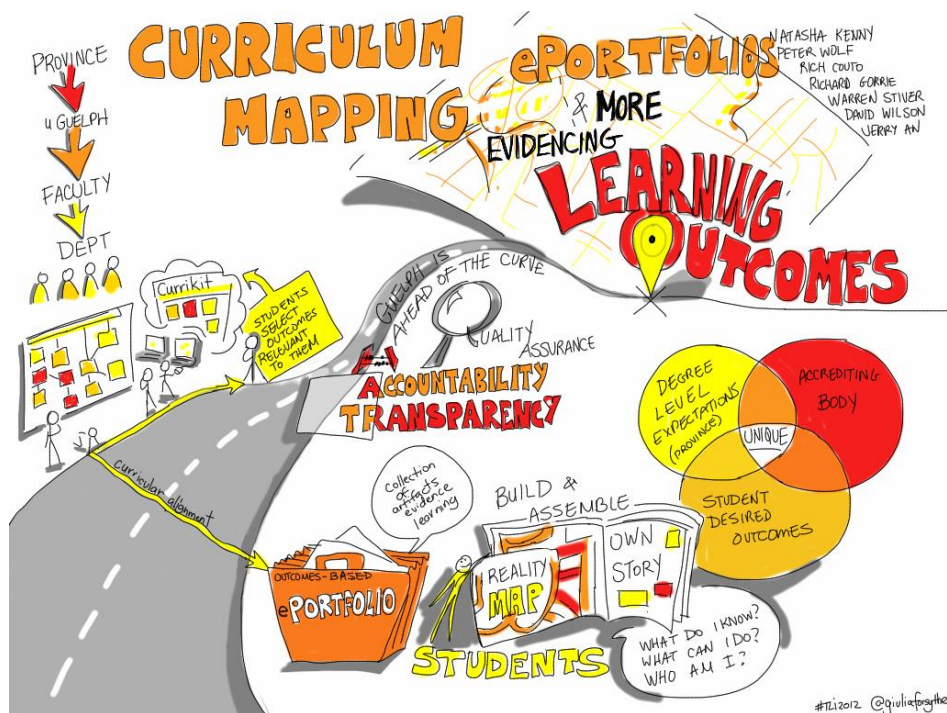 CURRICULUM
MAPPING
ePORTFOLIOS
& MORE
EVIDENCING
LEARNING
OUTCOMES
NATASHA KENNY
PETER WOLF
RICH COUTO
RICHARD GORRIE
WARREN STIVER
DAVID WILSON
JERRY AN
PROVINCE
U GUELPH
FACULTY
DEPT
Currikit
STUDENTS
SELECT
OUTCOMES
RELEVANT
TO THEM
GUELPH IS
AHEAD OF THE CURVE
QUALITY
ASSURANCE
ACCOUNTABILITY
TRANSPARENCY
DEGREE
LEVEL
EXPECTATIONS
(PROVINCE)
ACCREDITING
BODY
UNIQUE
STUDENT
DESIRED
OUTCOMES
curricular alignment
Collection
of
artifacts
evidence
learning
OUTCOMES-BASED
ePORTFOLIO
BUILD &
ASSEMBLE
REALITY
MAP
OWN
STORY
STUDENTS
WHAT DO I KNOW?
WHAT CAN I DO?
WHO AM I?
#TLI2012 @giuliaforsythe